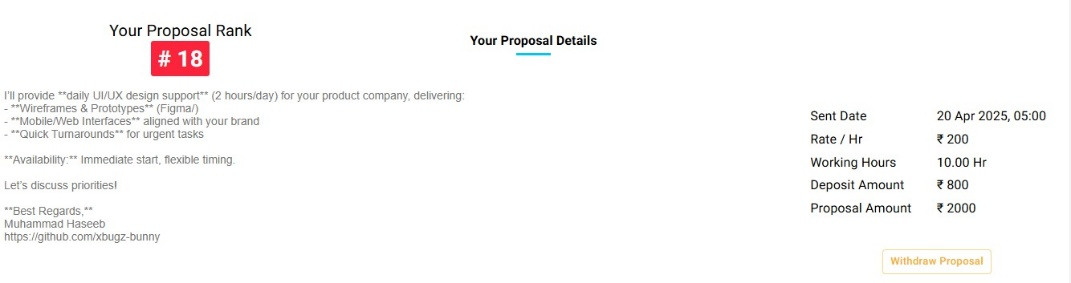 Your Proposal Rank
# 18
Your Proposal Details
I'll provide **daily UI/UX design support** (2 hours/day) for your product company, delivering:
- **Wireframes & Prototypes** (Figma/)
- **Mobile/Web Interfaces** aligned with your brand
- **Quick Turnarounds** for urgent tasks
**Availability:** Immediate start, flexible timing.
Let's discuss priorities!
**Best Regards,**
Muhammad Haseeb
https://github.com/xbugz-bunny
Sent Date 20 Apr 2025, 05:00
Rate / Hr ₹ 200
Working Hours 10.00 Hr
Deposit Amount ₹ 800
Proposal Amount ₹ 2000
Withdraw Proposal